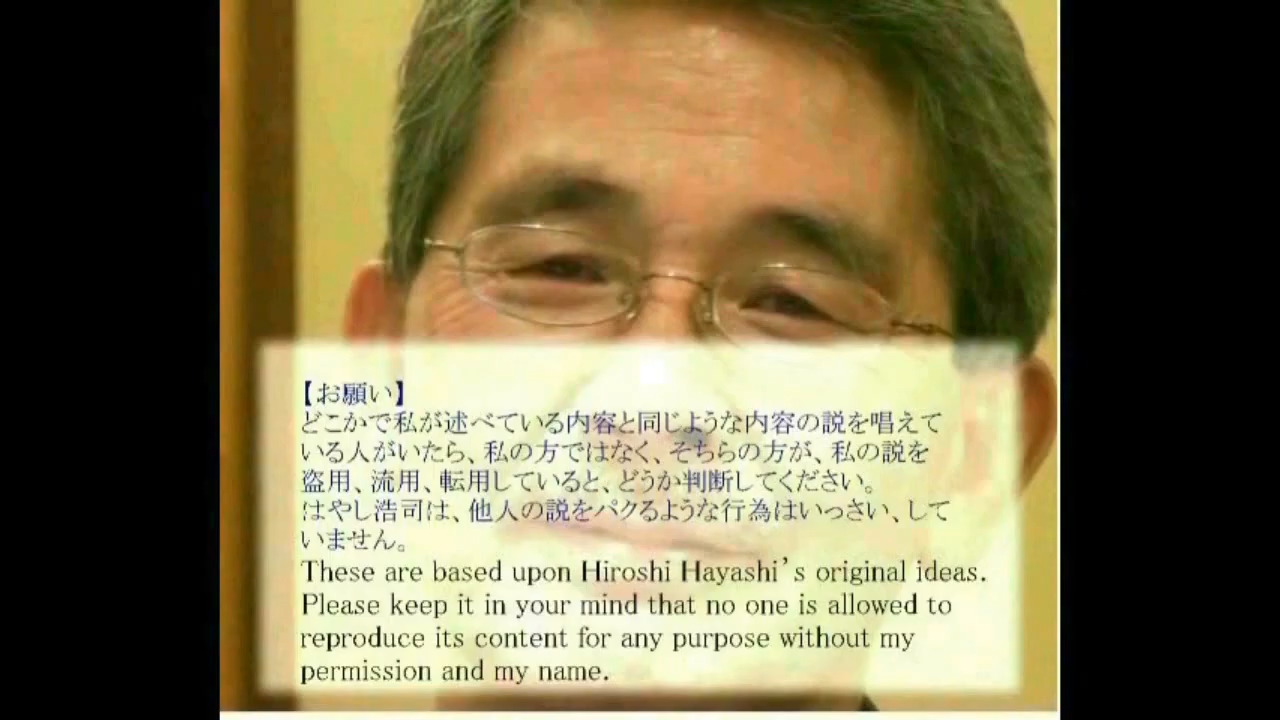 【お願い】
どこかで私が述べている内容と同じような内容の説を唱えて
いる人がいたら、私の方ではなく、そちらの方が、私の説を
盗用、流用、転用していると、どうか判断してください。
はやし浩司は、他人の説をパクるような行為はいっさい、して
いません。
These are based upon Hiroshi Hayashi's original ideas.
Please keep it in your mind that no one is allowed to
reproduce its content for any purpose without my
permission and my name.